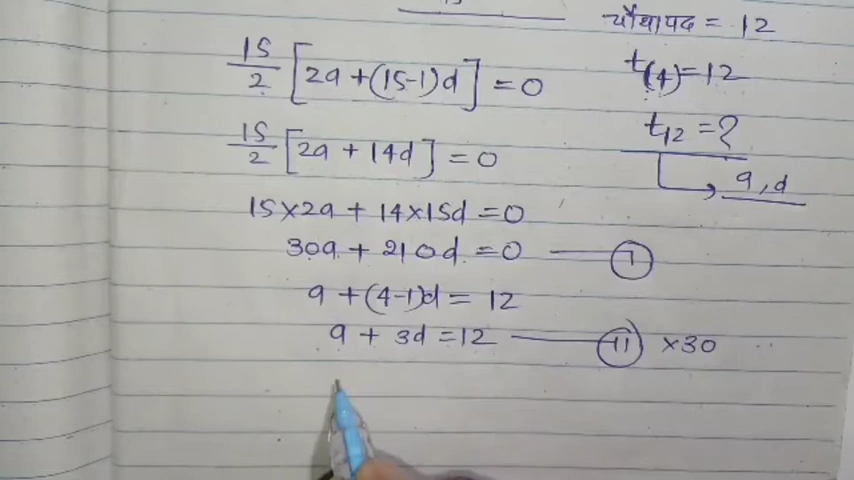 चौथापद = 12
15/2 [2a + (15-1)d] = 0
t(4) = 12
15/2 [2a + 14d] = 0
t12 = ?
a, d
15×2a + 14×15d = 0
30a + 210d = 0 — I
a + (4-1)d = 12
a + 3d = 12 — II ×30